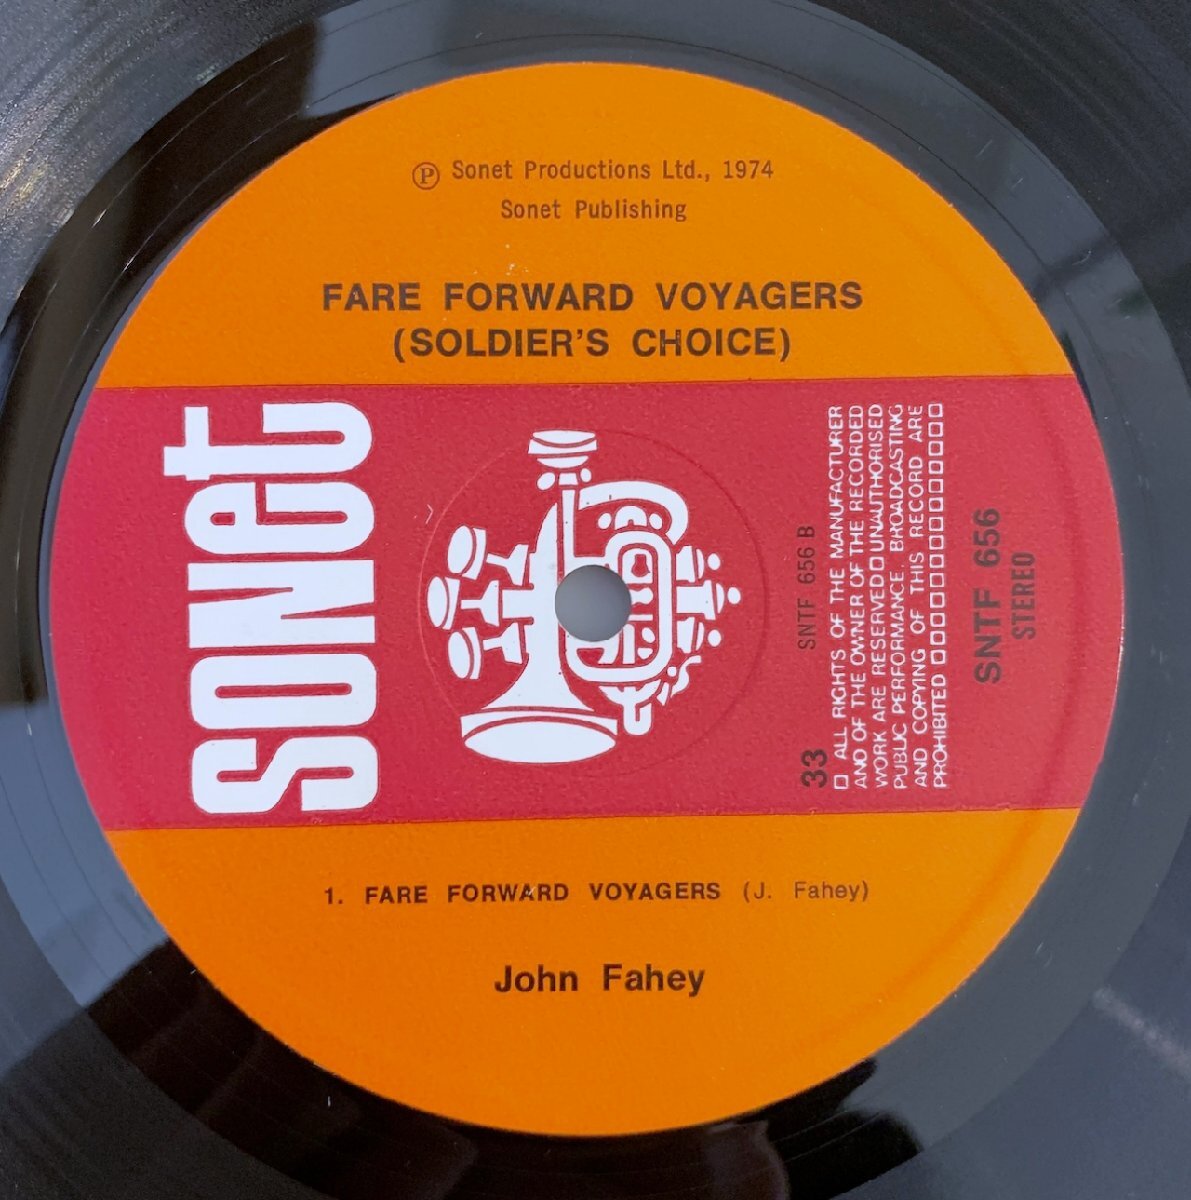 ℗ Sonet Productions Ltd., 1974
Sonet Publishing
FARE FORWARD VOYAGERS
(SOLDIER'S CHOICE)
sonet
SNTF 656 B
33
□ ALL RIGHTS OF THE MANUFACTURER
AND OF THE OWNER OF THE RECORDED
WORK ARE RESERVED□UNAUTHORISED
PUBLIC PERFORMANCE. BROADCASTING
AND COPYING OF THIS RECORD ARE
PROHIBITED □□□□□□□□□□□□□□
SNTF 656
STEREO
1. FARE FORWARD VOYAGERS (J. Fahey)
John Fahey